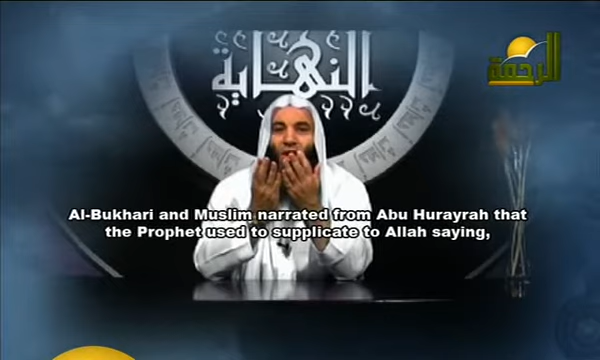 النهاية
الرحمة
Al-Bukhari and Muslim narrated from Abu Hurayrah that
the Prophet used to supplicate to Allah saying,